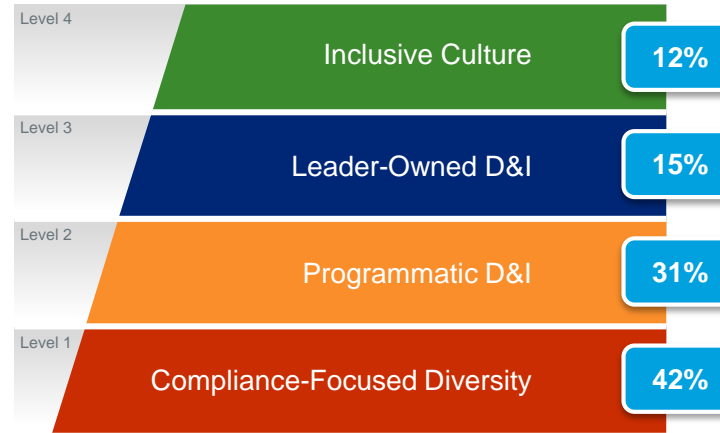 Level 4
Inclusive Culture
12%
Level 3
Leader-Owned D&I
15%
Level 2
Programmatic D&I
31%
Level 1
Compliance-Focused Diversity
42%